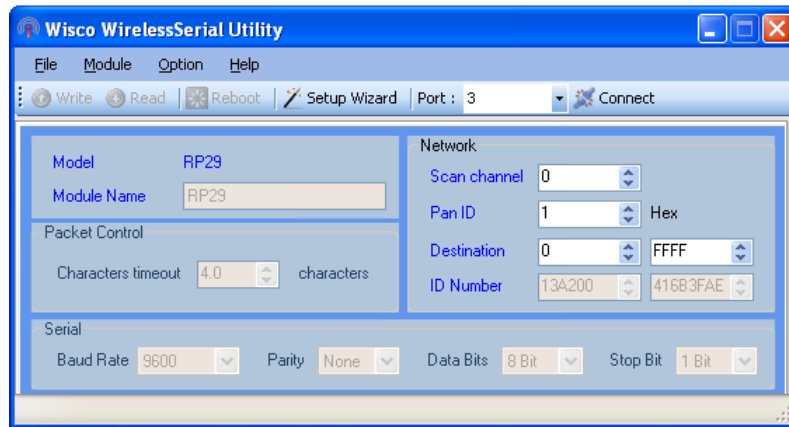 Wisco WirelessSerial Utility
File Module Option Help
Write Read Reboot Setup Wizard Port : 3 Connect
Model RP29
Module Name RP29
Packet Control
Characters timeout 4.0 characters
Network
Scan channel 0
Pan ID 1 Hex
Destination 0 FFFF
ID Number 13A200 416B3FAE
Serial
Baud Rate 9600 Parity None Data Bits 8 Bit Stop Bit 1 Bit